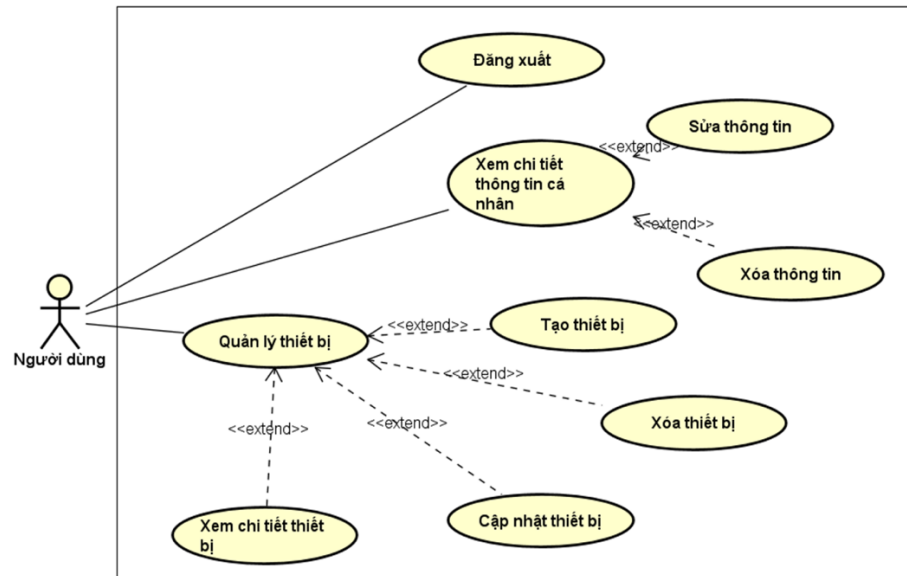 Đăng xuất
Sửa thông tin
<<extend>>
Xem chi tiết
thông tin cá
nhân
<<extend>>
Xóa thông tin
Người dùng
Quản lý thiết bị
<<extend>>
Tạo thiết bị
<<extend>>
Xóa thiết bị
<<extend>>
<<extend>>
Xem chi tiết thiết
bị
Cập nhật thiết bị